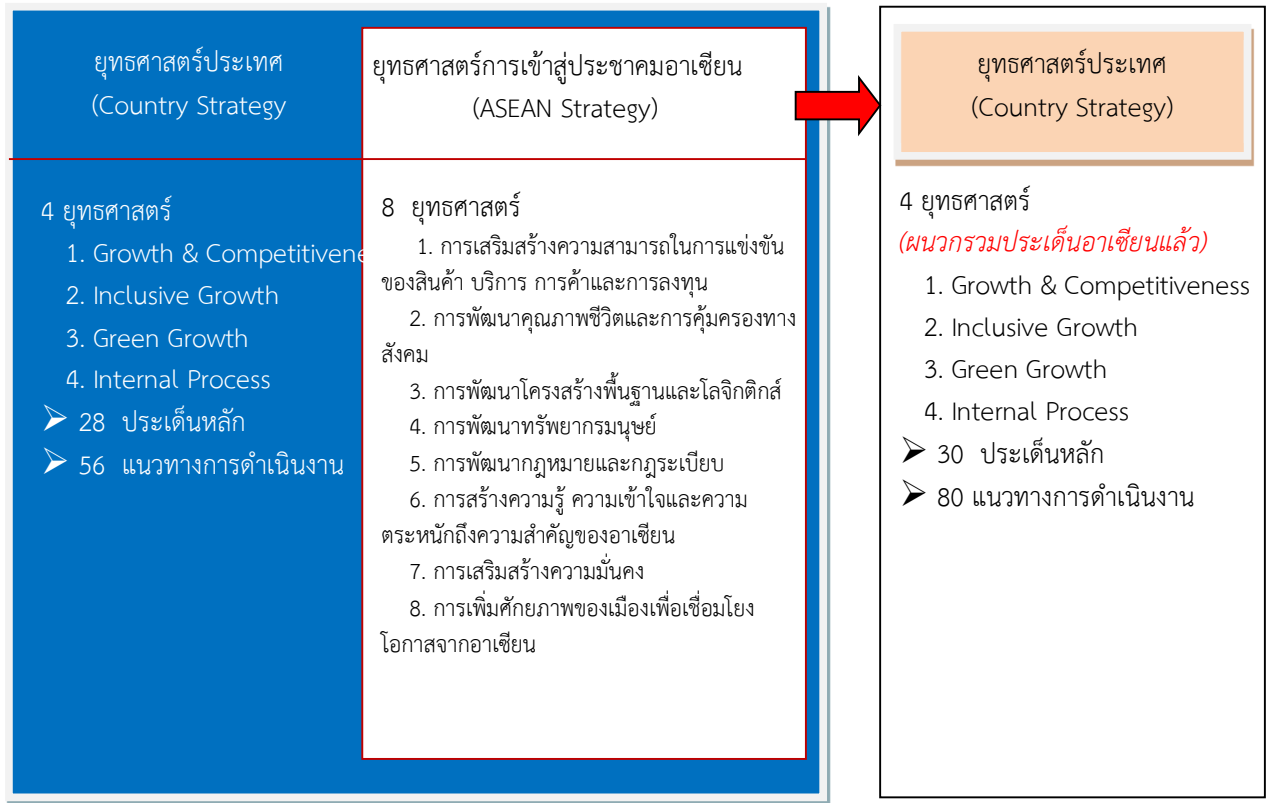 ยุทธศาสตร์ประเทศ
(Country Strategy
4 ยุทธศาสตร์
1. Growth & Competitivene
2. Inclusive Growth
3. Green Growth
4. Internal Process
➢ 28 ประเด็นหลัก
➢ 56 แนวทางการดำเนินงาน
ยุทธศาสตร์การเข้าสู่ประชาคมอาเซียน
(ASEAN Strategy)
8 ยุทธศาสตร์
1. การเสริมสร้างความสามารถในการแข่งขัน
ของสินค้า บริการ การค้าและการลงทุน
2. การพัฒนาคุณภาพชีวิตและการคุ้มครองทาง
สังคม
3. การพัฒนาโครงสร้างพื้นฐานและโลจิกติกส์
4. การพัฒนาทรัพยากรมนุษย์
5. การพัฒนากฎหมายและกฎระเบียบ
6. การสร้างความรู้ ความเข้าใจและความ
ตระหนักถึงความสำคัญของอาเซียน
7. การเสริมสร้างความมั่นคง
8. การเพิ่มศักยภาพของเมืองเพื่อเชื่อมโยง
โอกาสจากอาเซียน
ยุทธศาสตร์ประเทศ
(Country Strategy)
4 ยุทธศาสตร์
(ผนวกรวมประเด็นอาเซียนแล้ว)
1. Growth & Competitiveness
2. Inclusive Growth
3. Green Growth
4. Internal Process
➢ 30 ประเด็นหลัก
➢ 80 แนวทางการดำเนินงาน